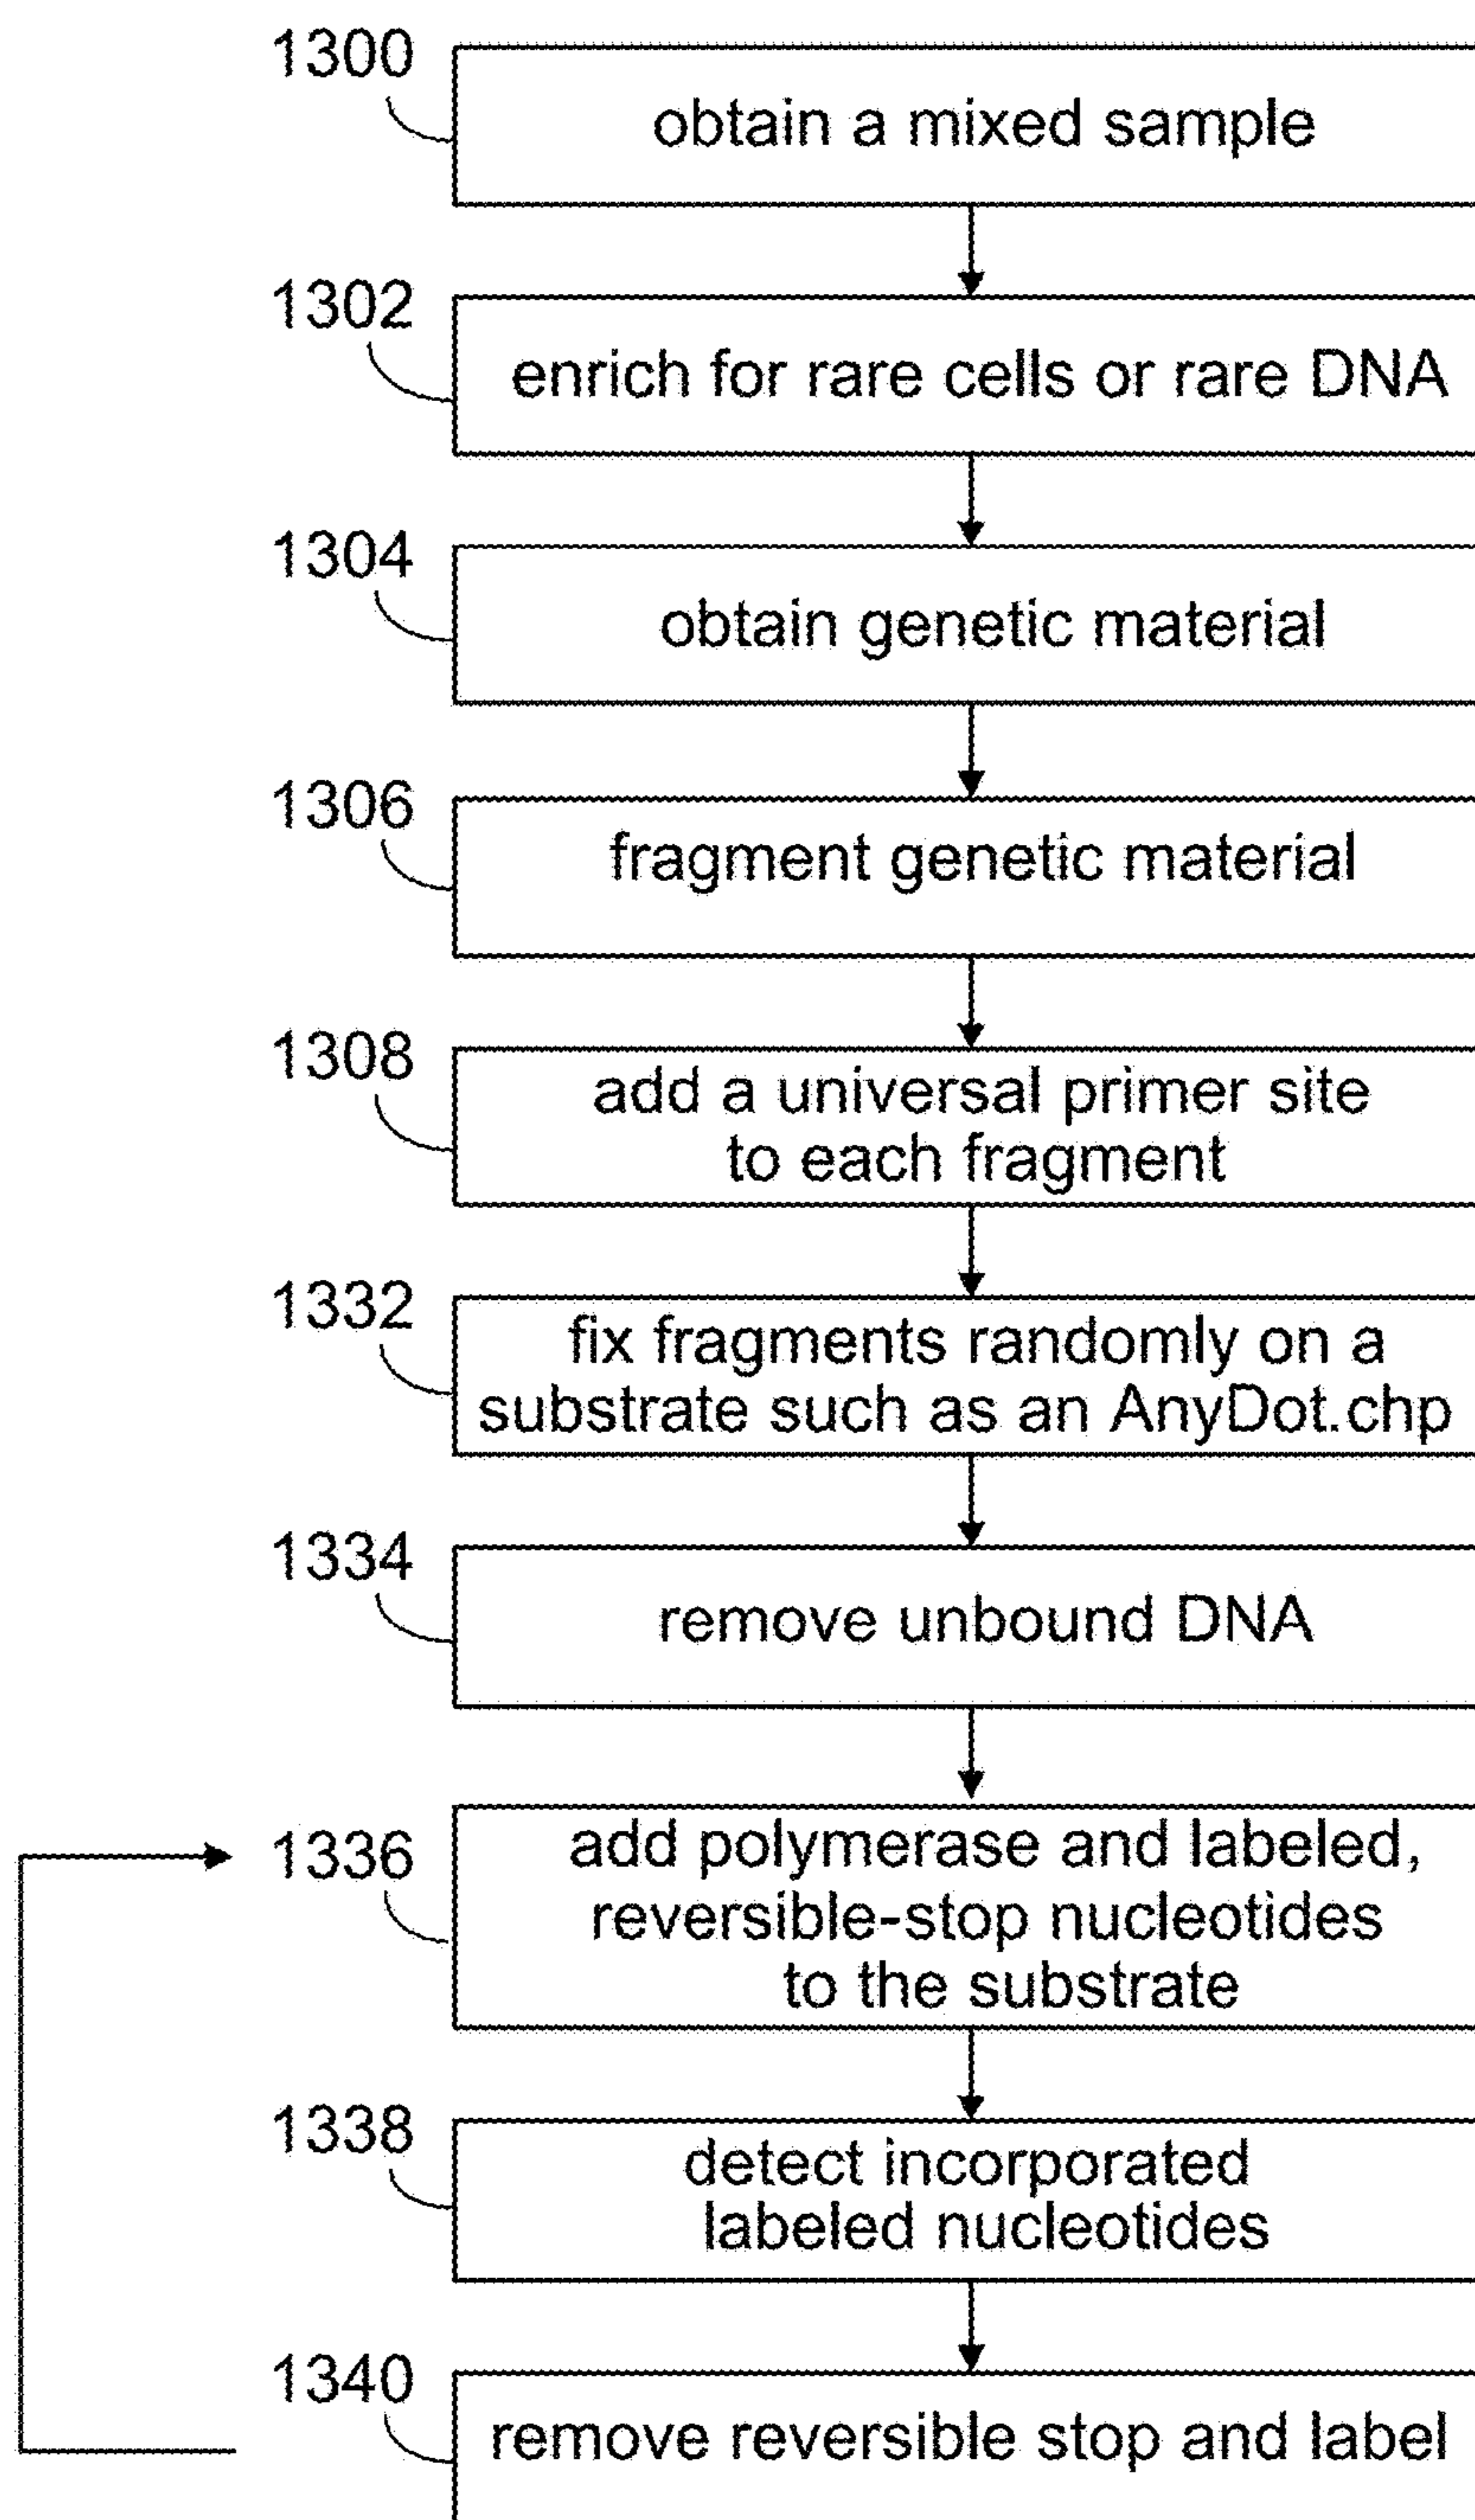 1300
obtain a mixed sample
1302
enrich for rare cells or rare DNA
1304
obtain genetic material
1306
fragment genetic material
1308
add a universal primer site
to each fragment
1332
fix fragments randomly on a
substrate such as an AnyDot.chp
1334
remove unbound DNA
1336
add polymerase and labeled,
reversible-stop nucleotides
to the substrate
1338
detect incorporated
labeled nucleotides
1340
remove reversible stop and label